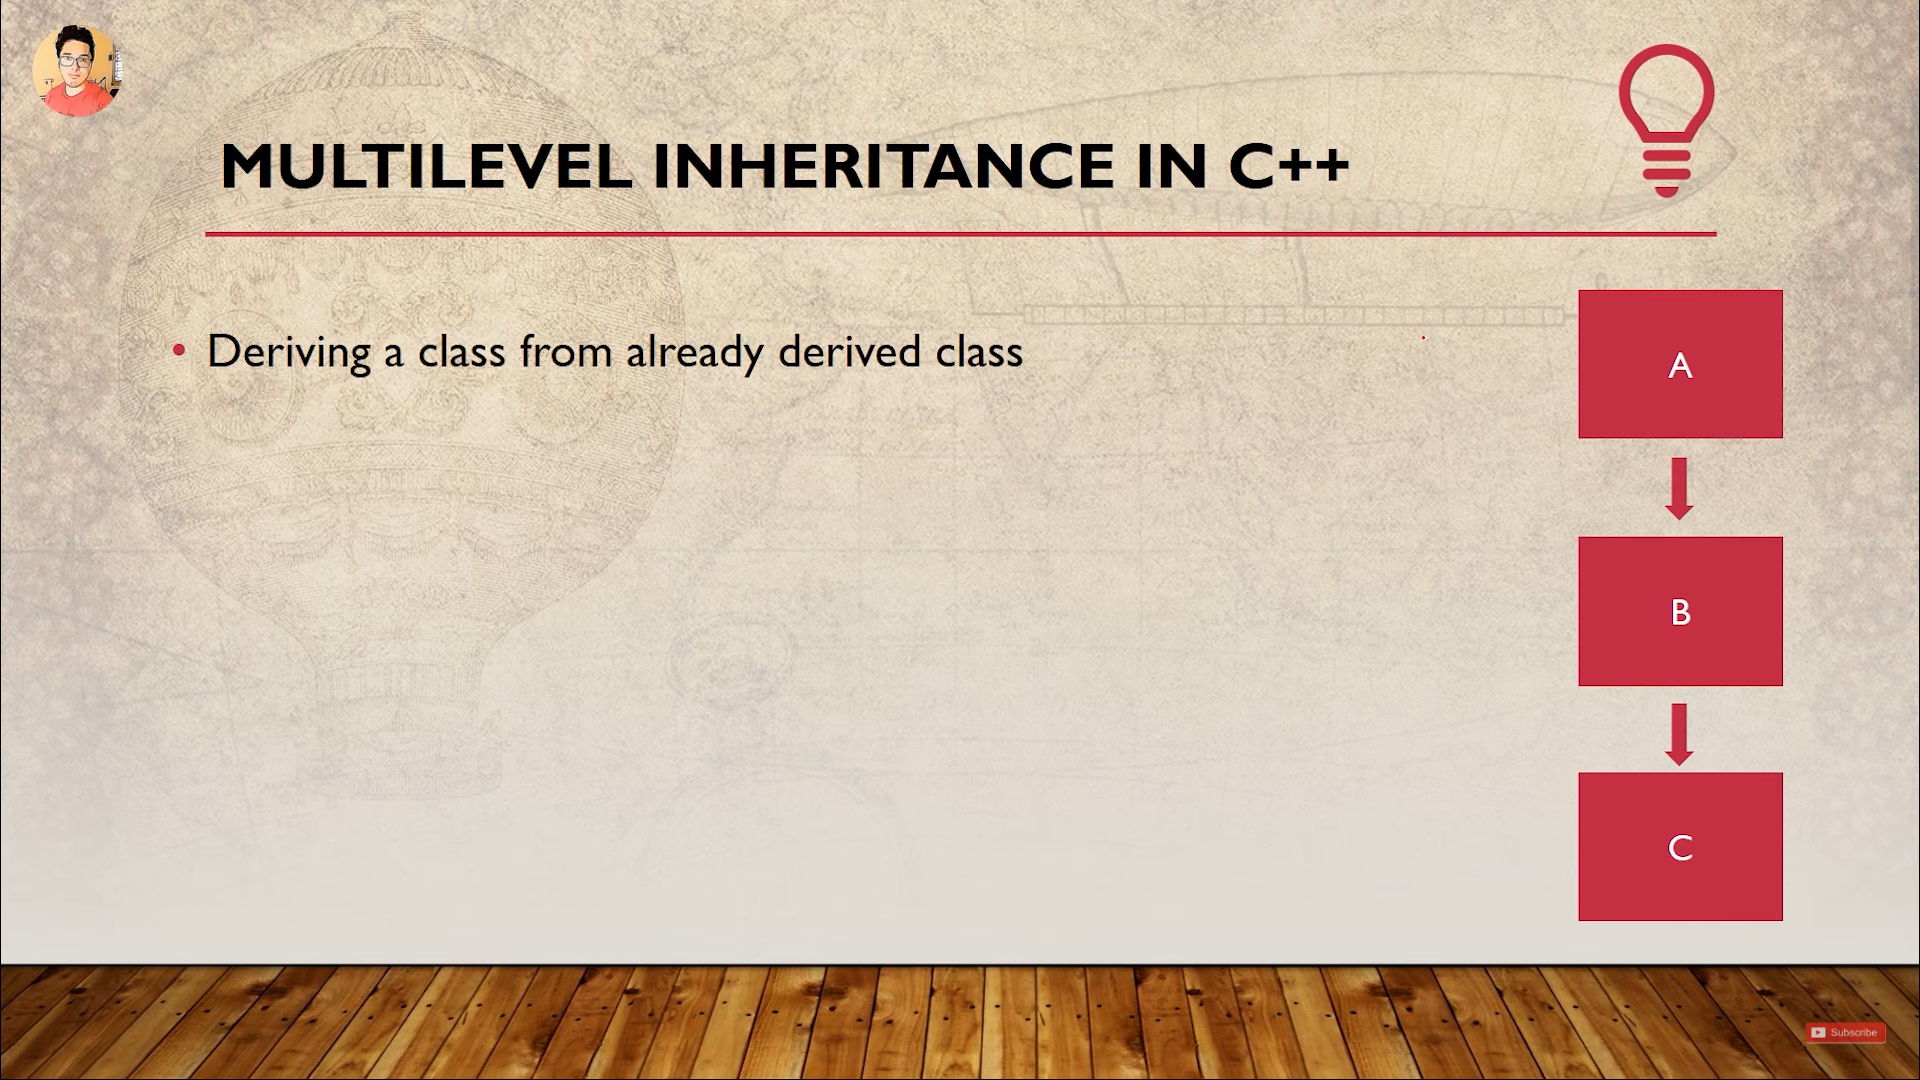 MULTILEVEL INHERITANCE IN C++
• Deriving a class from already derived class
A
B
C
Subscribe